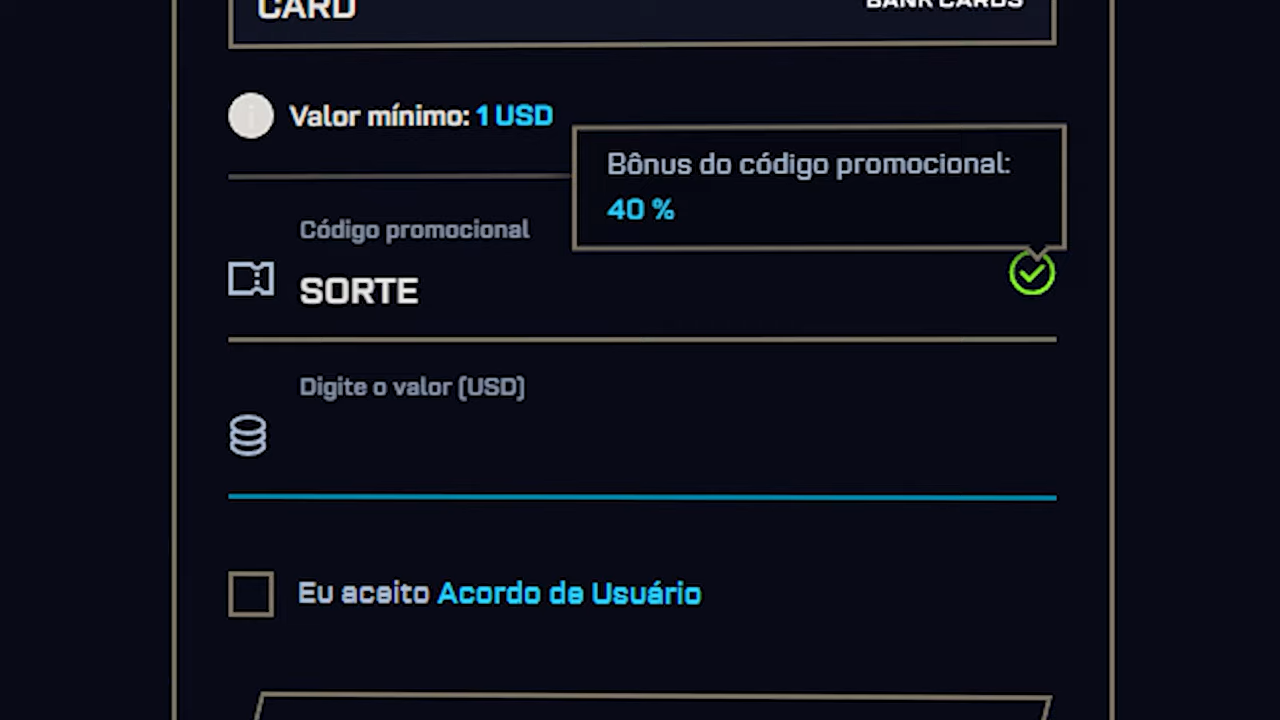 CARD
BANK CARDS
Valor mínimo: 1 USD
Bônus do código promocional:
40 %
Código promocional
SORTE
Digite o valor (USD)
Eu aceito Acordo de Usuário